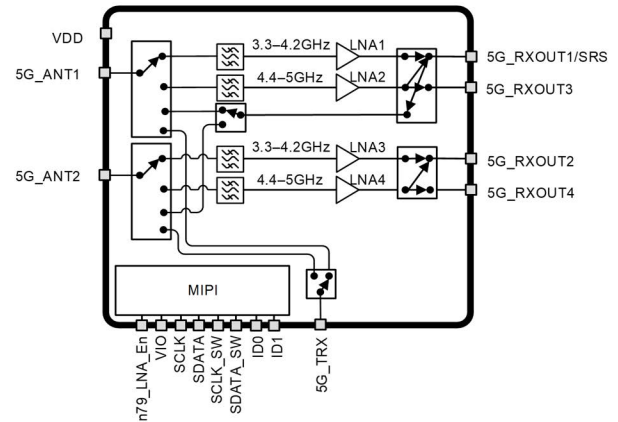 VDD
3.3–4.2GHz LNA1
5G_RXOUT1/SRS
5G_ANT1
4.4–5GHz LNA2
5G_RXOUT3
3.3–4.2GHz LNA3
5G_RXOUT2
5G_ANT2
4.4–5GHz LNA4
5G_RXOUT4
MIPI
n79_LNA_En
VIO
SCLK
SDATA
SCLK_SW
SDATA_SW
ID0
ID1
5G_TRX